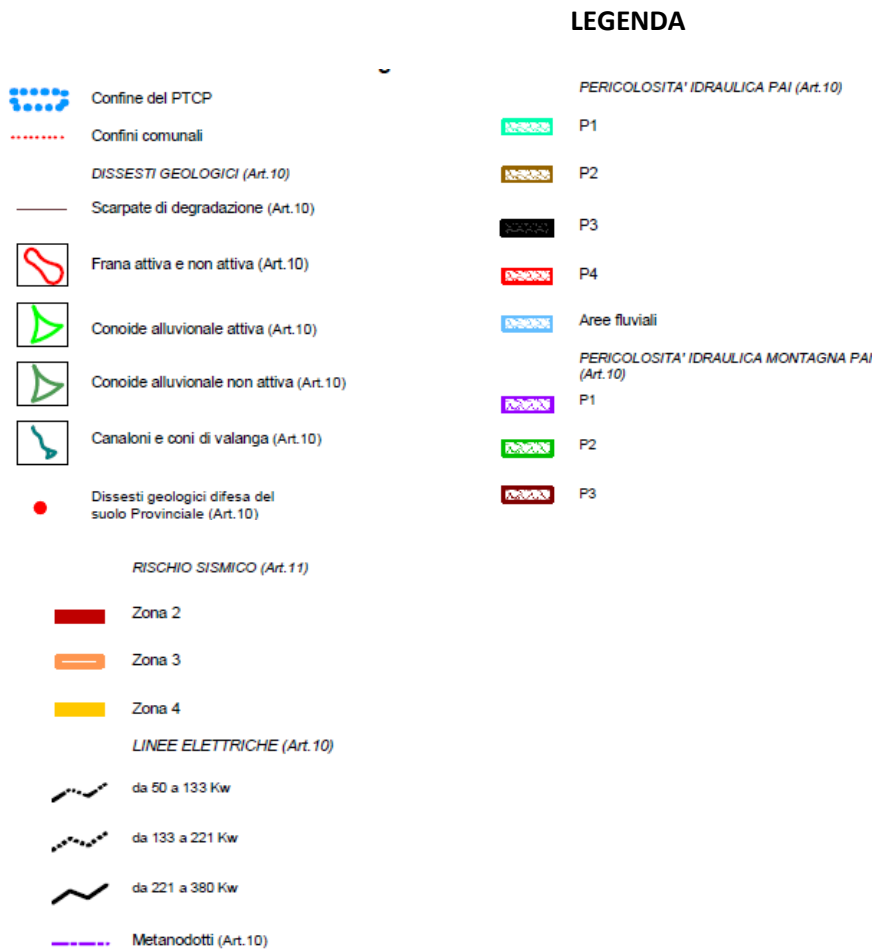 LEGENDA
Confine del PTCP
Confini comunali
DISSESTI GEOLOGICI (Art.10)
Scarpate di degradazione (Art.10)
Frana attiva e non attiva (Art.10)
Conoide alluvionale attiva (Art.10)
Conoide alluvionale non attiva (Art.10)
Canaloni e coni di valanga (Art.10)
Dissesti geologici difesa del
suolo Provinciale (Art.10)
RISCHIO SISMICO (Art.11)
Zona 2
Zona 3
Zona 4
LINEE ELETTRICHE (Art.10)
da 50 a 133 Kw
da 133 a 221 Kw
da 221 a 380 Kw
Metanodotti (Art.10)
PERICOLOSITA' IDRAULICA PAI (Art.10)
P1
P2
P3
P4
Aree fluviali
PERICOLOSITA' IDRAULICA MONTAGNA PAI
(Art.10)
P1
P2
P3